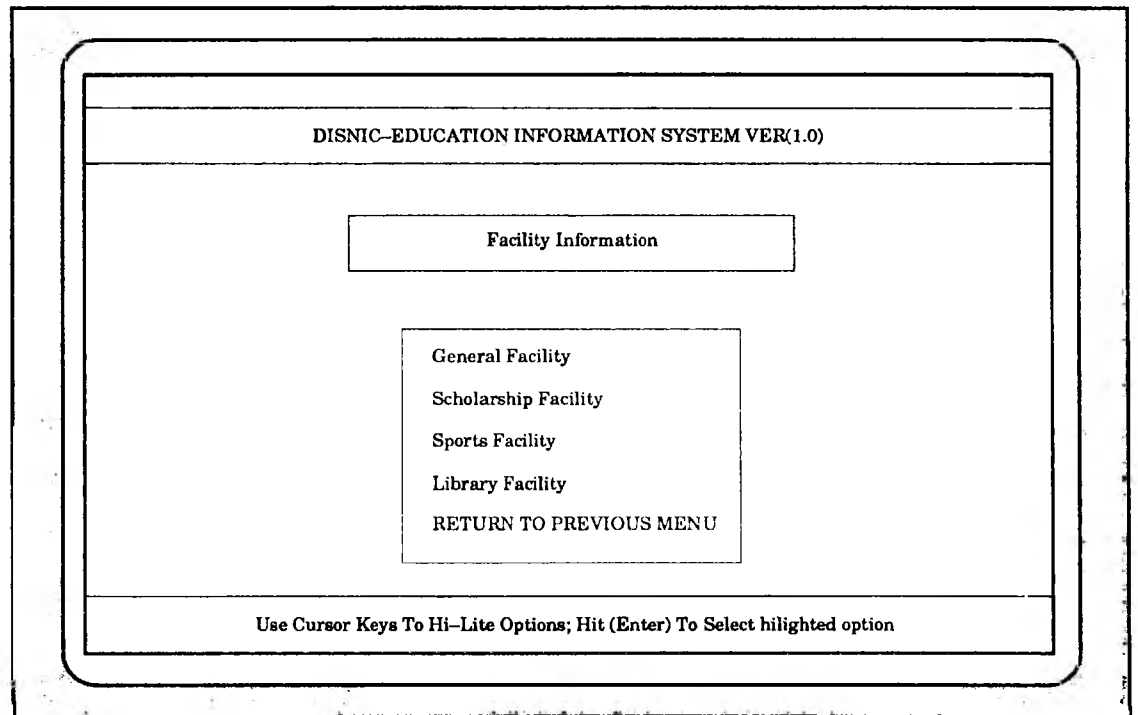 DISNIC–EDUCATION INFORMATION SYSTEM VER(1.0)
Facility Information
General Facility
Scholarship Facility
Sports Facility
Library Facility
RETURN TO PREVIOUS MENU
Use Cursor Keys To Hi–Lite Options; Hit (Enter) To Select hilighted option